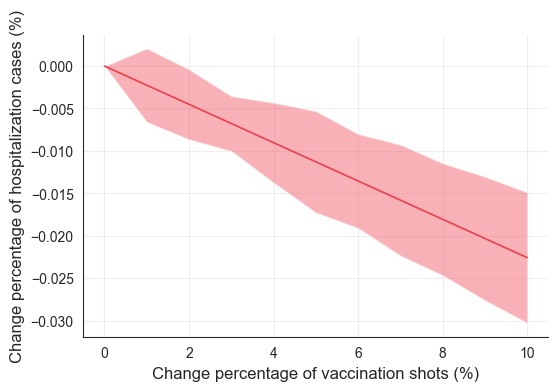 Change percentage of hospitalization cases (%)
0.000
−0.005
−0.010
−0.015
−0.020
−0.025
−0.030
0 2 4 6 8 10
Change percentage of vaccination shots (%)